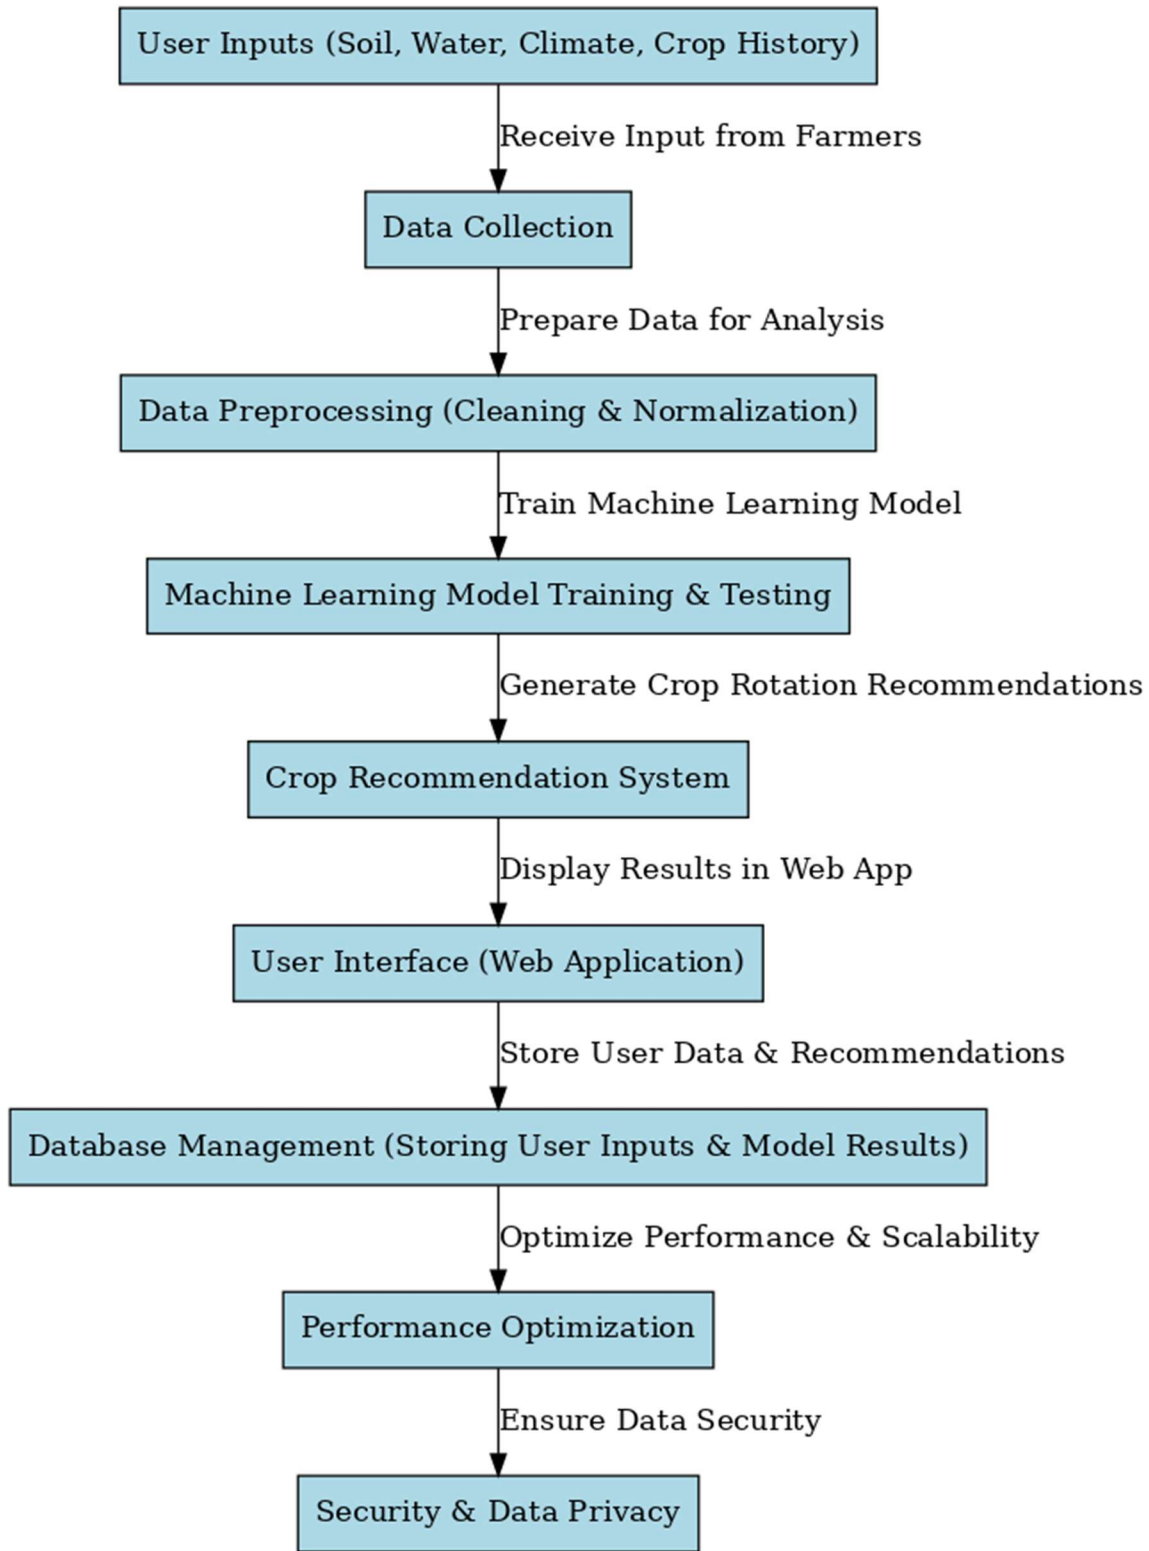 User Inputs (Soil, Water, Climate, Crop History)
Receive Input from Farmers
Data Collection
Prepare Data for Analysis
Data Preprocessing (Cleaning & Normalization)
Train Machine Learning Model
Machine Learning Model Training & Testing
Generate Crop Rotation Recommendations
Crop Recommendation System
Display Results in Web App
User Interface (Web Application)
Store User Data & Recommendations
Database Management (Storing User Inputs & Model Results)
Optimize Performance & Scalability
Performance Optimization
Ensure Data Security
Security & Data Privacy